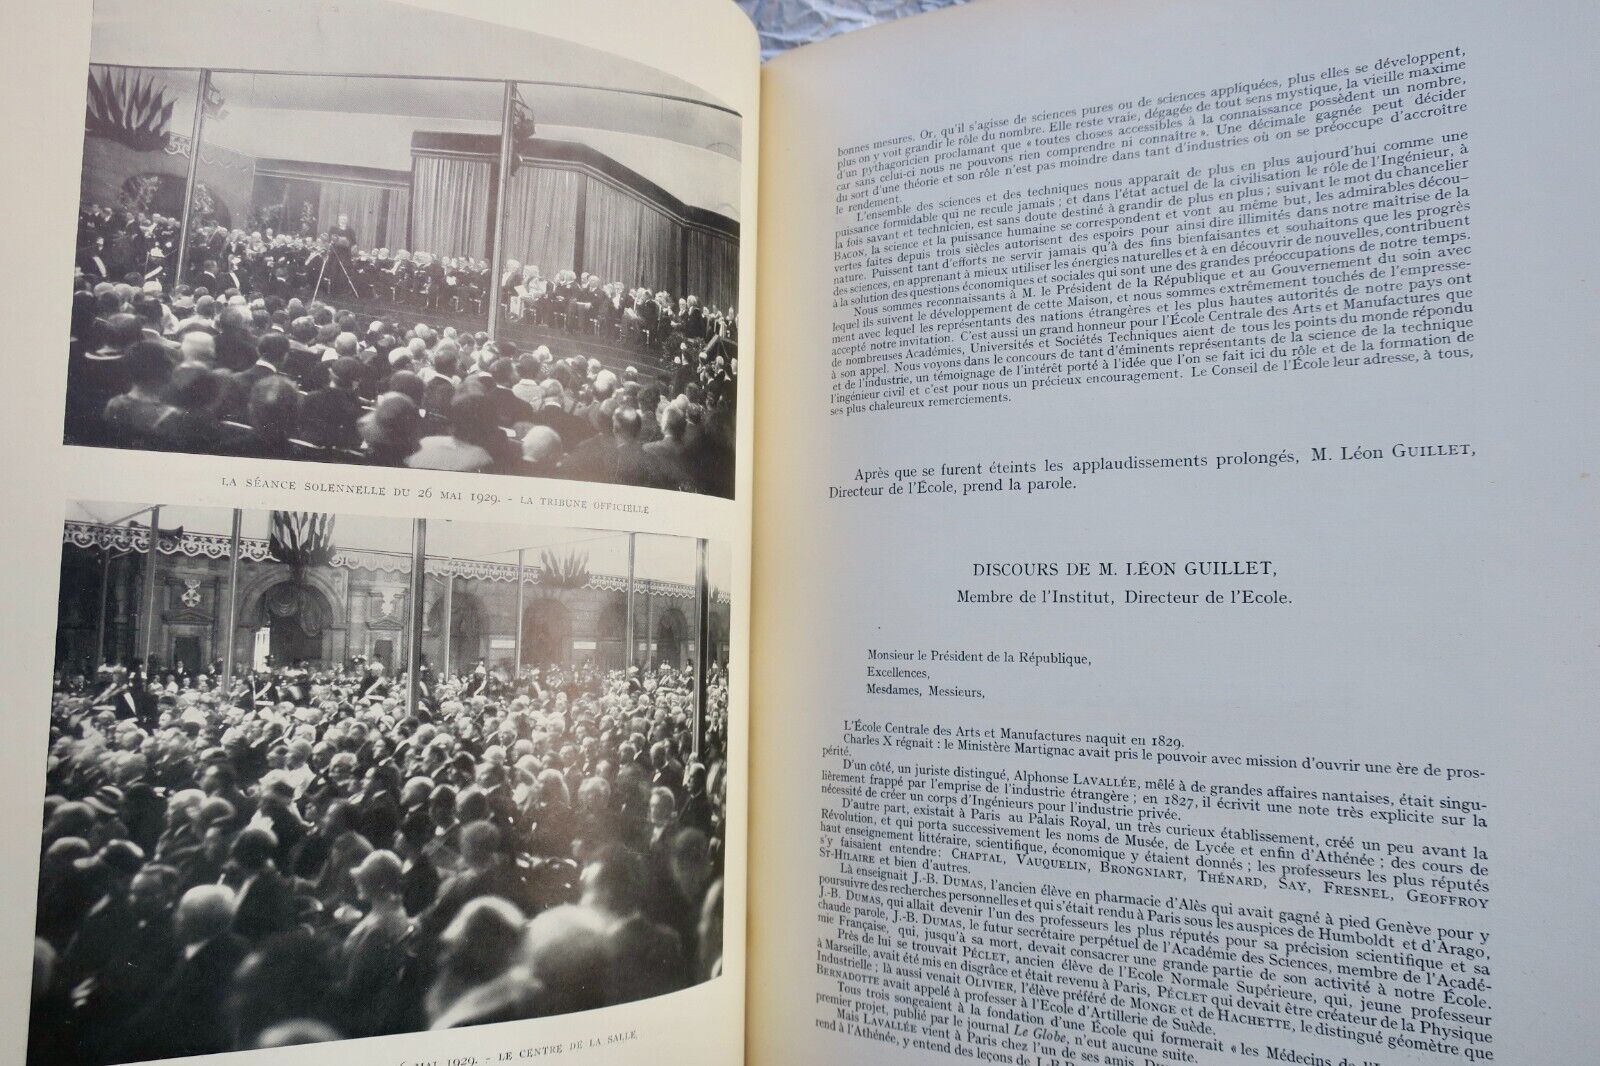 LA SÉANCE SOLENNELLE DU 26 MAI 1929. - LA TRIBUNE OFFICIELLE
6 MAI 1929. - LE CENTRE DE LA SALLE
bonnes mesures. Or, qu'il s'agisse de sciences pures ou de sciences appliquées, plus elles se développent,
plus on y voit grandir le rôle du nombre. Elle reste vraie, dégagée de tout sens mystique, la vieille maxime
d'un pythagoricien proclamant que « toutes choses accessibles à la connaissance possèdent un nombre,
car sans celui-ci nous ne pouvons rien comprendre ni connaître ». Une décimale gagnée peut décider
du sort d'une théorie et son rôle n'est pas moindre dans tant d'industries où on se préoccupe d'accroître
le rendement.
L'ensemble des sciences et des techniques nous apparait de plus en plus aujourd'hui comme une
puissance formidable qui ne recule jamais ; et dans l'état actuel de la civilisation le rôle de l'Ingénieur, à
la fois savant et technicien, est sans doute destiné à grandir de plus en plus ; suivant le mot du chancelier
BACON, la science et la puissance humaine se correspondent et vont au même but, les admirables décou-
vertes faites depuis trois siècles autorisent des espoirs pour ainsi dire illimités dans notre maîtrise de la
nature. Puissent tant d'efforts ne servir jamais qu'à des fins bienfaisantes et souhaitons que les progrès
des sciences, en apprenant à mieux utiliser les énergies naturelles et à en découvrir de nouvelles, contribuent
à la solution des questions économiques et sociales qui sont une des grandes préoccupations de notre temps.
Nous sommes reconnaissants à M. le Président de la République et au Gouvernement du soin avec
lequel ils suivent le développement de cette Maison, et nous sommes extrêmement touchés de l'empresse-
ment avec lequel les représentants des nations étrangères et les plus hautes autorités de notre pays ont
accepté notre invitation. C'est aussi un grand honneur pour l'École Centrale des Arts et Manufactures que
de nombreuses Académies, Universités et Sociétés Techniques aient de tous les points du monde répondu
à son appel. Nous voyons dans le concours de tant d'éminents représentants de la science de la technique
et de l'industrie, un témoignage de l'intérêt porté à l'idée que l'on se fait ici du rôle et de la formation de
l'ingénieur civil et c'est pour nous un précieux encouragement. Le Conseil de l'École leur adresse, à tous,
ses plus chaleureux remerciements.
Après que se furent éteints les applaudissements prolongés, M. Léon GUILLET,
Directeur de l'École, prend la parole.
DISCOURS DE M. LÉON GUILLET,
Membre de l'Institut, Directeur de l'Ecole.
Monsieur le Président de la République,
Excellences,
Mesdames, Messieurs,
L'École Centrale des Arts et Manufactures naquit en 1829.
Charles X régnait : le Ministère Martignac avait pris le pouvoir avec mission d'ouvrir une ère de pros-
périté.
D'un côté, un juriste distingué, Alphonse LAVALLÉE, mêlé à de grandes affaires nantaises, était singu-
lièrement frappé par l'emprise de l'industrie étrangère ; en 1827, il écrivit une note très explicite sur la
nécessité de créer un corps d'Ingénieurs pour l'industrie privée.
D'autre part, existait à Paris au Palais Royal, un très curieux établissement, créé un peu avant la
Révolution, et qui porta successivement les noms de Musée, de Lycée et enfin d'Athénée ; des cours de
haut enseignement littéraire, scientifique, économique y étaient donnés ; les professeurs les plus réputés
s'y faisaient entendre: CHAPTAL, VAUQUELIN, BRONGNIART, THÉNARD, SAY, FRESNEL, GEOFFROY
ST-HILAIRE et bien d'autres.
Là enseignait J.-B. DUMAS, l'ancien élève en pharmacie d'Alès qui avait gagné à pied Genève pour y
poursuivre des recherches personnelles et qui s'était rendu à Paris sous les auspices de Humboldt et d'Arago,
J.-B. DUMAS, qui allait devenir l'un des professeurs les plus réputés pour sa précision scientifique et sa
chaude parole, J.-B. DUMAS, le futur secrétaire perpétuel de l'Académie des Sciences, membre de l'Acadé-
mie Française, qui, jusqu'à sa mort, devait consacrer une grande partie de son activité à notre École.
Près de lui se trouvait PÉCLET, ancien élève de l'Ecole Normale Supérieure, qui, jeune professeur
à Marseille, avait été mis en disgrâce et était revenu à Paris, PÉCLET qui devait être créateur de la Physique
Industrielle ; là aussi venait OLIVIER, l'élève préféré de MONGE et de HACHETTE, le distingué géomètre que
BERNADOTTE avait appelé à professer à l'Ecole d'Artillerie de Suède.
Tous trois songeaient à la fondation d'une École qui formerait « les Médecins de
premier projet, publié par le journal Le Globe, n'eut aucune suite.
Mais LAVALLÉE vient à Paris chez l'un de ses amis,
rend à l'Athénée, y entend des leçons de J.-B.